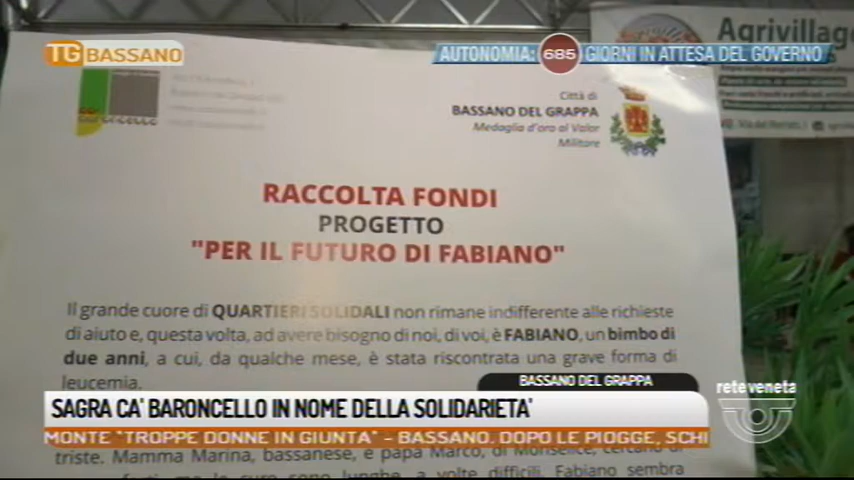 TG BASSANO
AUTONOMIA: 685 GIORNI IN ATTESA DEL GOVERNO
Agrivillage
Città di
BASSANO DEL GRAPPA
Medaglia d'oro al Valor
Militare
RACCOLTA FONDI
PROGETTO
"PER IL FUTURO DI FABIANO"
Il grande cuore di QUARTIERI SOLIDALI non rimane indifferente alle richieste
di aiuto e, questa volta, ad avere bisogno di noi, di voi, è FABIANO, un bimbo di
due anni, a cui, da qualche mese, è stata riscontrata una grave forma di
leucemia.
BASSANO DEL GRAPPA
SAGRA CA' BARONCELLO IN NOME DELLA SOLIDARIETA'
reteveneta
MONTE "TROPPE DONNE IN GIUNTA" - BASSANO. DOPO LE PIOGGE, SCHI
triste. Mamma Marina, bassanese, e papà Marco, di Monselice, cercano di
sono lunghe, a volte difficili. Fabiano sembra